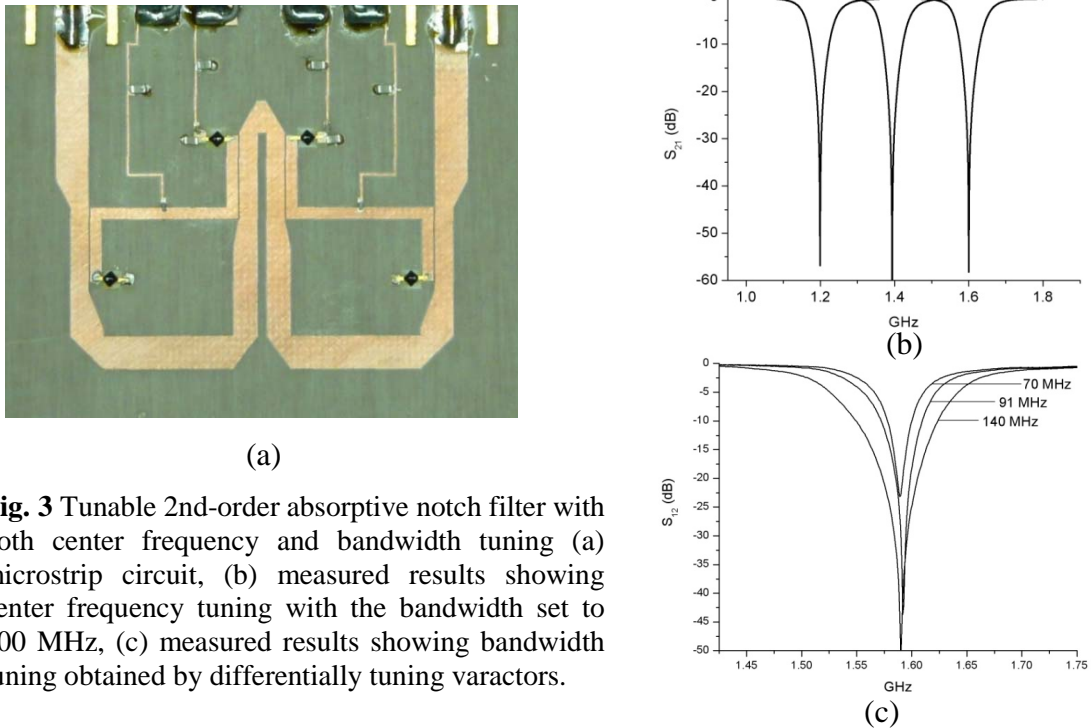 (a)
ig. 3 Tunable 2nd-order absorptive notch filter with
oth center frequency and bandwidth tuning (a)
icrostrip circuit, (b) measured results showing
enter frequency tuning with the bandwidth set to
00 MHz, (c) measured results showing bandwidth
uning obtained by differentially tuning varactors.
-10
-20
-30
-40
-50
-60
S21 (dB)
1.0 1.2 1.4 1.6 1.8
GHz
(b)
0
-5
-10
-15
-20
-25
-30
-35
-40
-45
-50
S12 (dB)
70 MHz
91 MHz
140 MHz
1.45 1.50 1.55 1.60 1.65 1.70 1.75
GHz
(c)